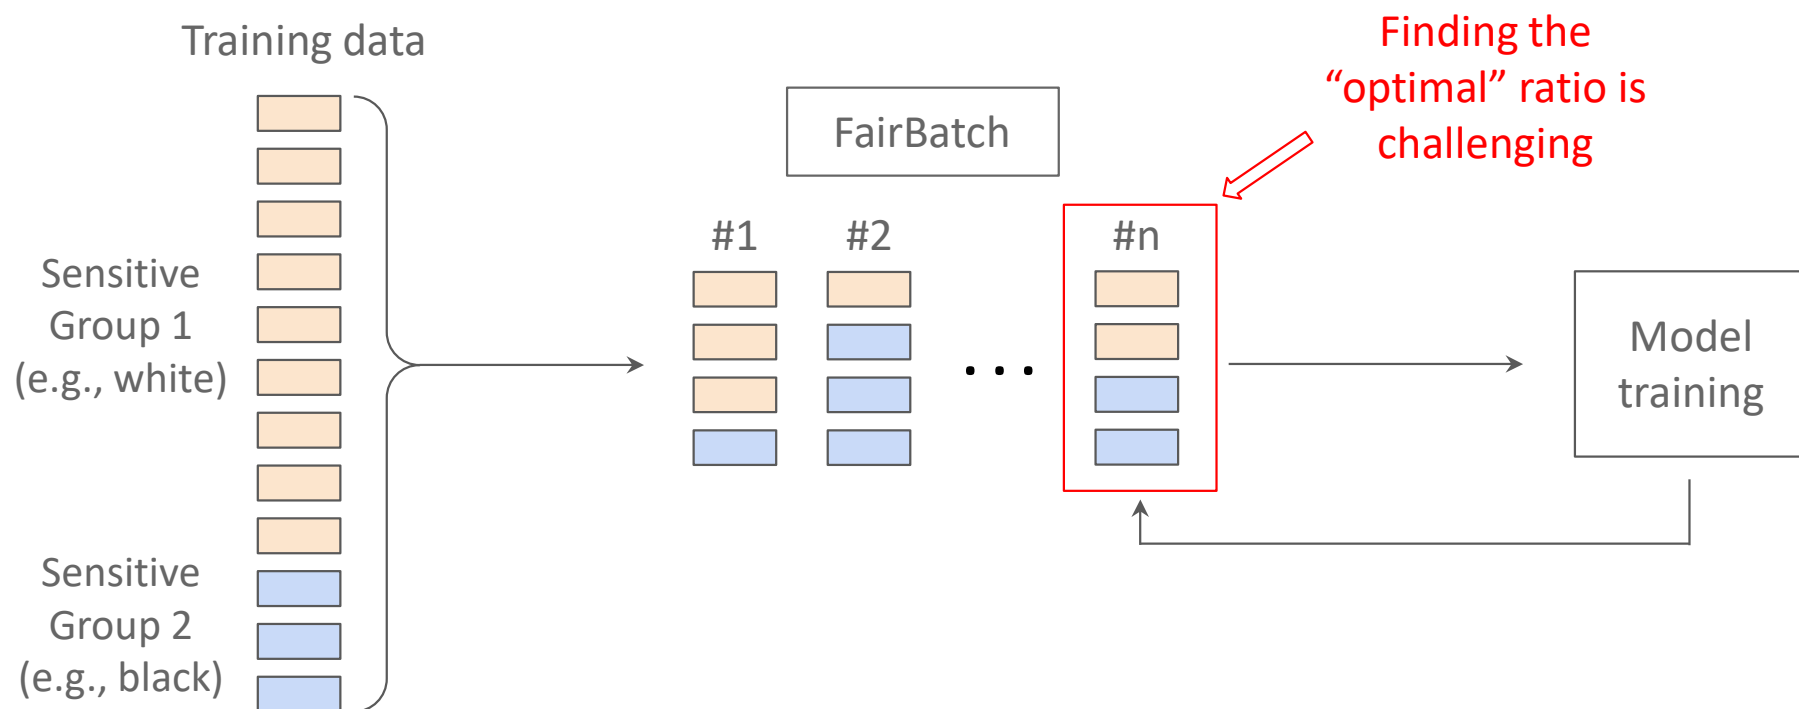 Training data
Sensitive
Group 1
(e.g., white)
Sensitive
Group 2
(e.g., black)
FairBatch
#1
#2
. . .
#n
Finding the
“optimal” ratio is
challenging
Model
training